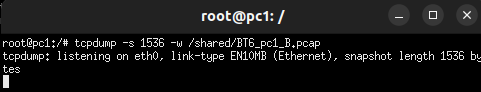 root@pc1: /
root@pc1:/# tcpdump -s 1536 -w /shared/BT6_pc1_B.pcap
tcpdump: listening on eth0, link-type EN10MB (Ethernet), snapshot length 1536 by
tes